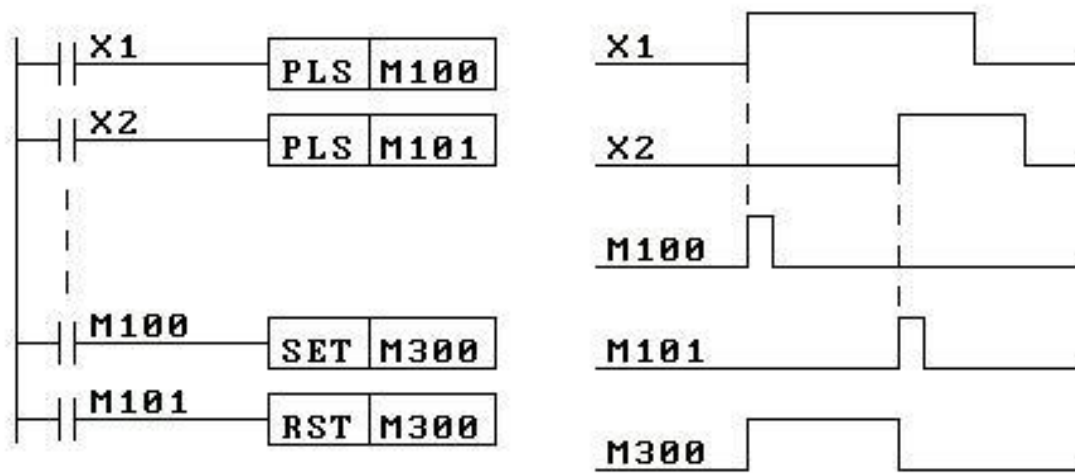 X1
PLS M100
X2
PLS M101
M100
SET M300
M101
RST M300
X1
X2
M100
M101
M300